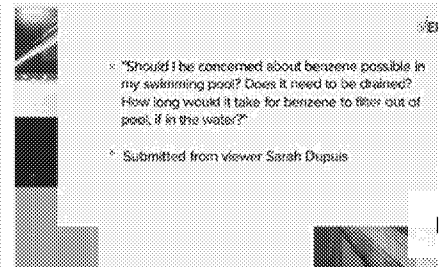 VE
"Should I be concerned about benzene possible in
my swimming pool? Does it need to be drained?
How long would it take for benzene to filter out of
pool, if in the water?"
Submitted from viewer Sarah Dupuis